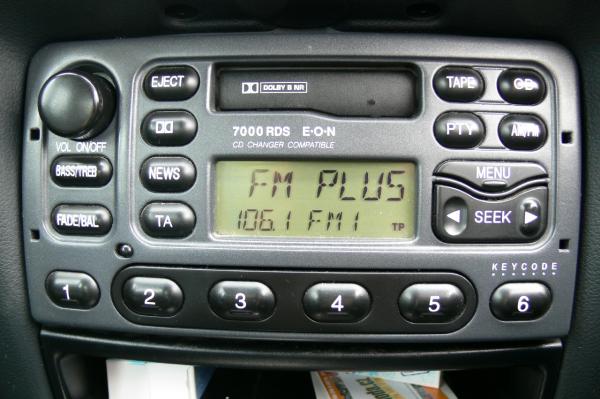 EJECT
DOLBY B NR
TAPE
CD
7000 RDS E·O·N
CD CHANGER COMPATIBLE
PTY
AM/FM
VOL ON/OFF
BASS/TREB
NEWS
MENU
FM PLUS
106.1 FM1
TP
FADE/BAL
TA
SEEK
KEYCODE
1
2
3
4
5
6